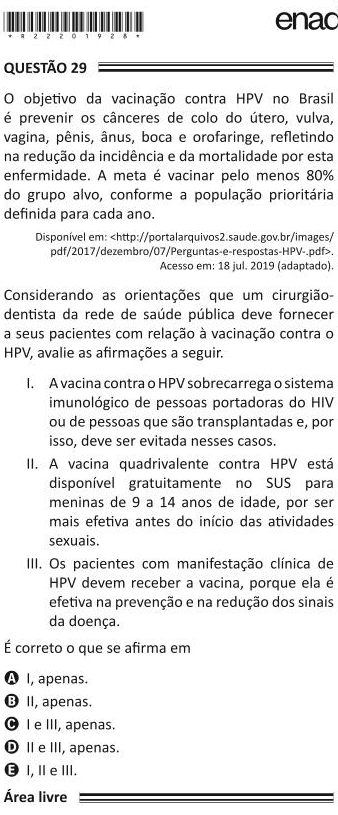 *R2220192​8*
enad
QUESTÃO 29
O objetivo da vacinação contra HPV no Brasil
é prevenir os cânceres de colo do útero, vulva,
vagina, pênis, ânus, boca e orofaringe, refletindo
na redução da incidência e da mortalidade por esta
enfermidade. A meta é vacinar pelo menos 80%
do grupo alvo, conforme a população prioritária
definida para cada ano.
Disponível em: <http://portalarquivos2.saude.gov.br/images/
pdf/2017/dezembro/07/Perguntas-e-respostas-HPV-.pdf>.
Acesso em: 18 jul. 2019 (adaptado).
Considerando as orientações que um cirurgião-
dentista da rede de saúde pública deve fornecer
a seus pacientes com relação à vacinação contra o
HPV, avalie as afirmações a seguir.
I. A vacina contra o HPV sobrecarrega o sistema
imunológico de pessoas portadoras do HIV
ou de pessoas que são transplantadas e, por
isso, deve ser evitada nesses casos.
II. A vacina quadrivalente contra HPV está
disponível gratuitamente no SUS para
meninas de 9 a 14 anos de idade, por ser
mais efetiva antes do início das atividades
sexuais.
III. Os pacientes com manifestação clínica de
HPV devem receber a vacina, porque ela é
efetiva na prevenção e na redução dos sinais
da doença.
É correto o que se afirma em
A I, apenas.
B II, apenas.
C I e III, apenas.
D II e III, apenas.
E I, II e III.
Área livre